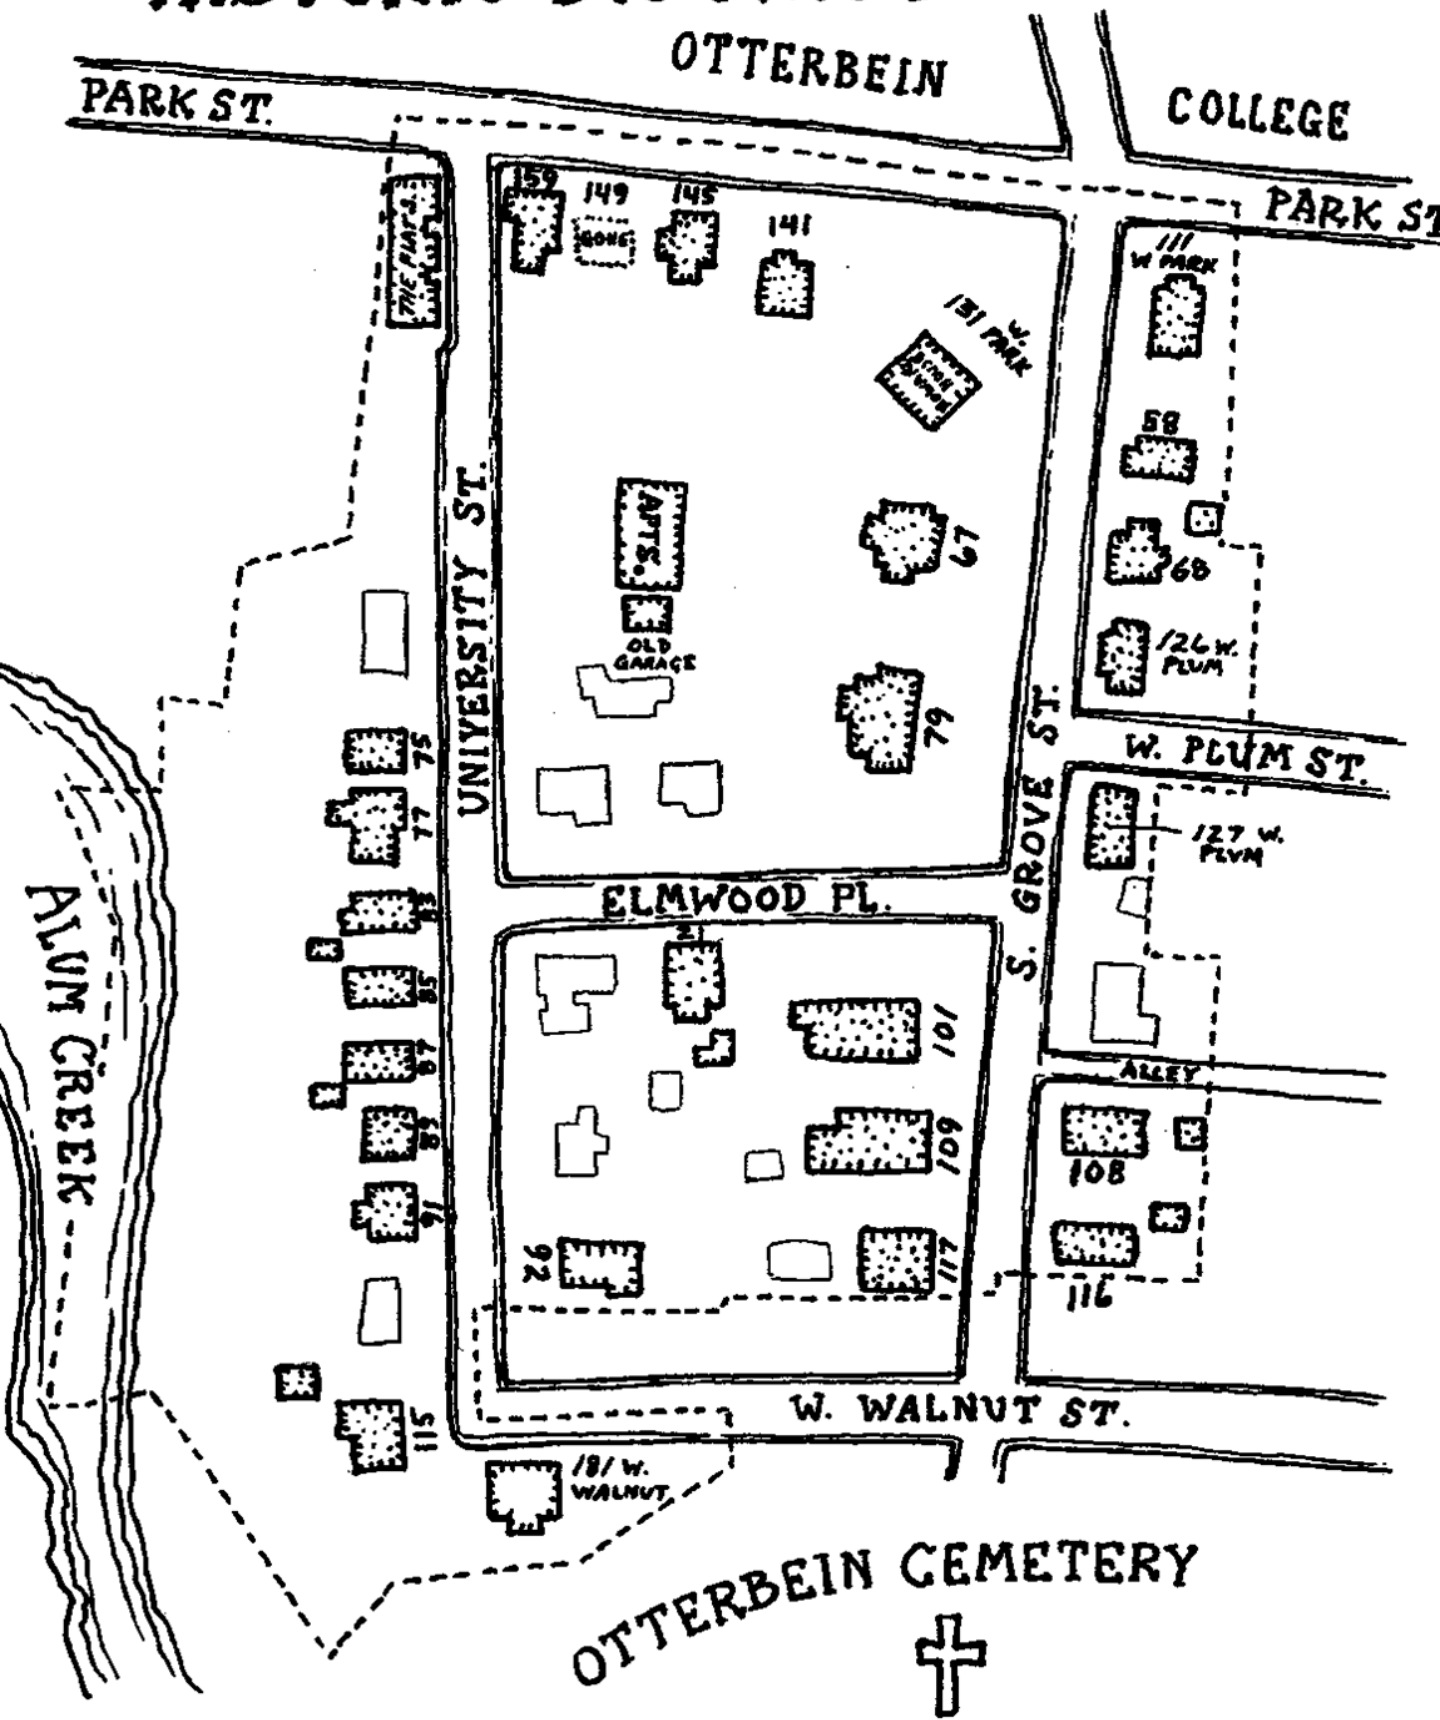 OTTERBEIN
COLLEGE
PARK ST.
PARK ST
159
149
GONE
145
141
THE MAPLES
111
W PARK
131 W.
PARK
58
APTS.
67
68
OLD
GARAGE
126 W.
PLUM
UNIVERSITY ST.
79
S. GROVE ST.
W. PLUM ST.
75
77
127 W.
PLUM
83
ELMWOOD PL.
21
85
ALUM CREEK
101
87
ALLEY
89
109
108
91
92
117
116
W. WALNUT ST.
115
181 W.
WALNUT
OTTERBEIN CEMETERY